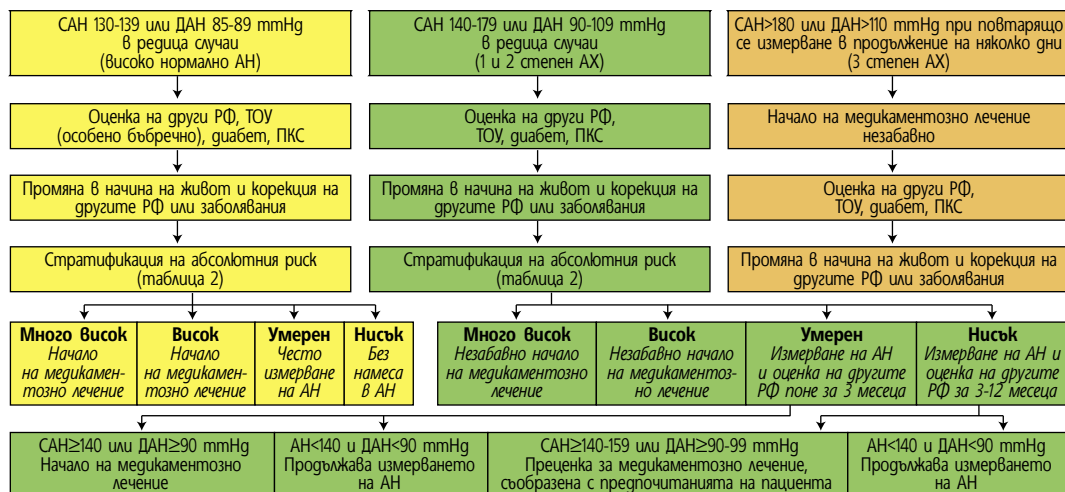 САН 130-139 или ДАН 85-89 mmHg
в редица случаи
(високо нормално АН)
Оценка на други РФ, ТОУ
(особено бъбречно), диабет, ПКС
Промяна в начина на живот и корекция на
другите РФ или заболявания
Стратификация на абсолютния риск
(таблица 2)
Много висок
Начало
на медикамен-
тозно лечение
Висок
Начало
на медикамен-
тозно лечение
Умерен
Често
измерване
на АН
Нисък
Без
намеса
в АН
САН 140-179 или ДАН 90-109 mmHg
в редица случаи
(1 и 2 степен АХ)
Оценка на други РФ,
ТОУ, диабет, ПКС
Промяна в начина на живот и корекция на
другите РФ или заболявания
Стратификация на абсолютния риск
(таблица 2)
Много висок
Незабавно начало
на медикаментозно
лечение
Висок
Незабавно начало
на медикаментоз-
но лечение
Умерен
Измерване на АН
и оценка на другите
РФ поне за 3 месеца
Нисък
Измерване на АН и
оценка на другите
РФ за 3-12 месеца
САН>180 или ДАН>110 mmHg при повтарящо
се измерване в продължение на няколко дни
(3 степен АХ)
Начало на медикаментозно лечение
незабавно
Оценка на други РФ,
ТОУ, диабет, ПКС
Промяна в начина на живот и корекция на
другите РФ или заболявания
САН≥140 или ДАН≥90 mmHg
Начало на медикаментозно
лечение
АН<140 и ДАН<90 mmHg
Продължава измерването
на АН
САН≥140-159 или ДАН≥90-99 mmHg
Преценка за медикаментозно лечение,
съобразена с предпочитанията на пациента
АН<140 и ДАН<90 mmHg
Продължава измерването
на АН